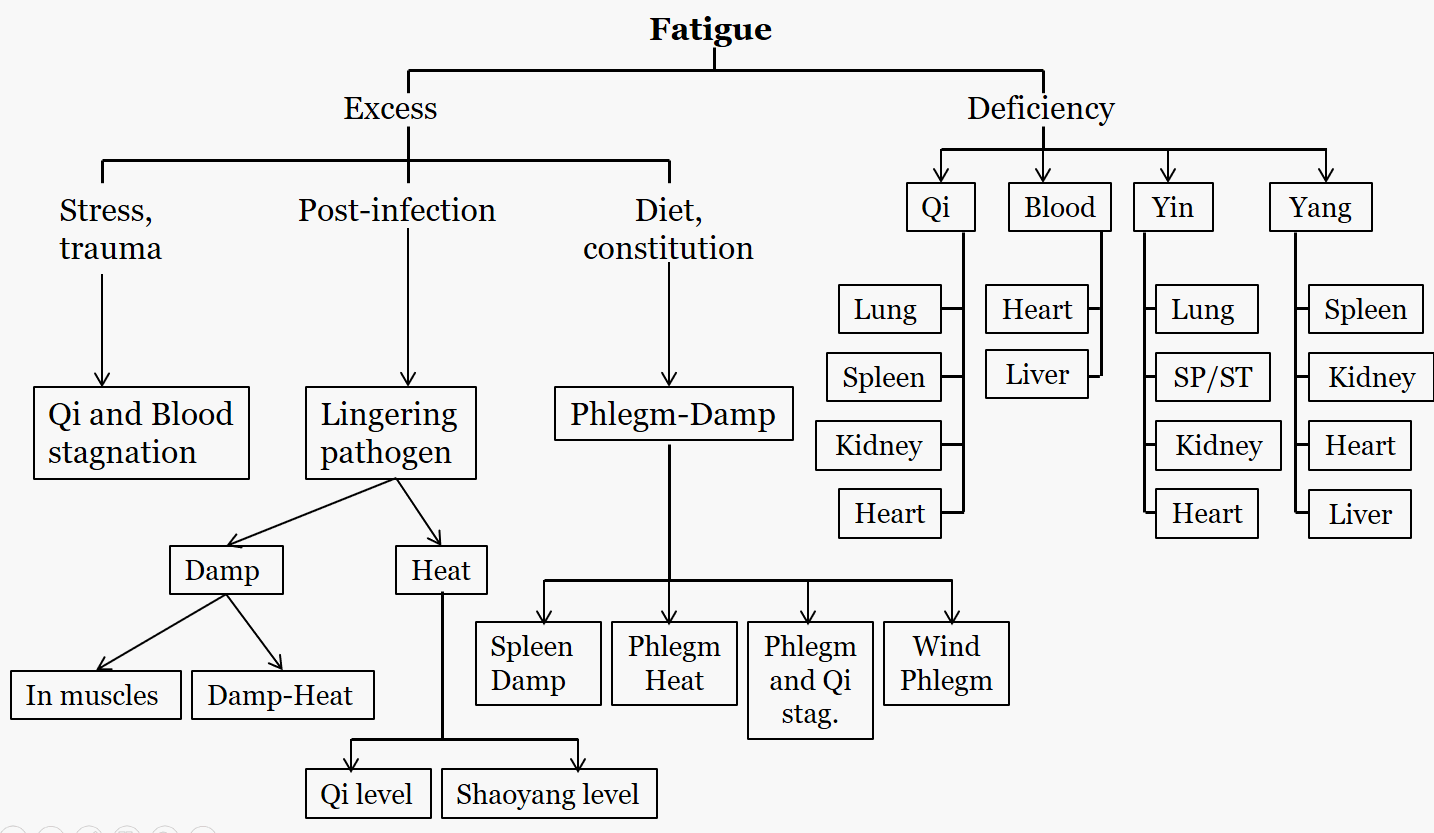 Fatigue
Excess
Deficiency
Stress,
trauma
Post-infection
Diet,
constitution
Qi
Blood
Yin
Yang
Lung
Spleen
Kidney
Heart
Heart
Liver
Lung
SP/ST
Kidney
Heart
Spleen
Kidney
Heart
Liver
Qi and Blood
stagnation
Lingering
pathogen
Phlegm-Damp
Damp
Heat
In muscles
Damp-Heat
Qi level
Shaoyang level
Spleen
Damp
Phlegm
Heat
Phlegm
and Qi
stag.
Wind
Phlegm